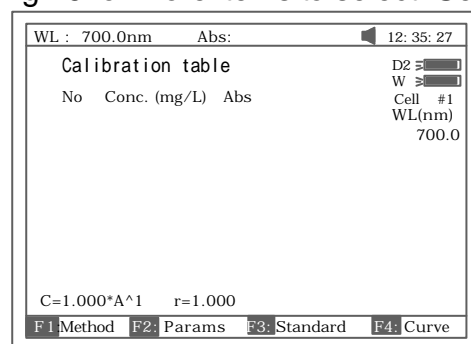 WL : 700.0nm Abs: 12: 35: 27
Calibration table
No Conc. (mg/L) Abs
D2
W
Cell #1
WL(nm)
700.0
C=1.000*A^1 r=1.000
F1:Method F2: Params F3: Standard F4: Curve